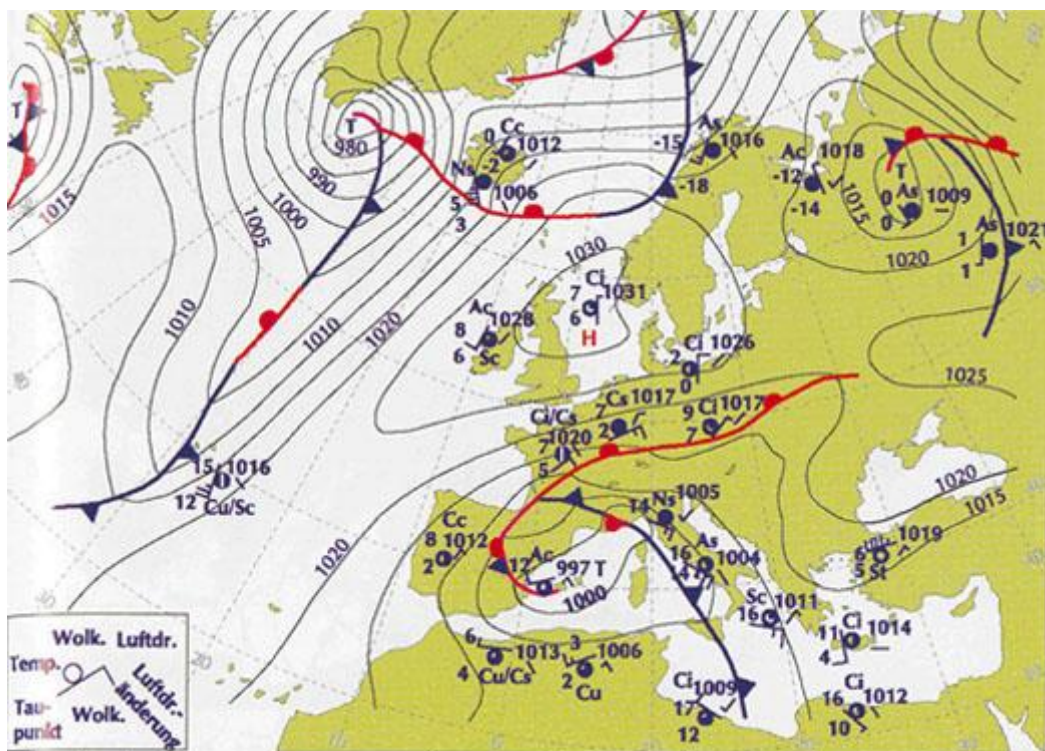 T
1015
T
980
990
1000
1005
1010
1010
1020
0 Cc 1012
-2
Ns 1006
5
3
As 1016
-15
-18
Ac 1018
-12
-14
1015
T
0 As 1009
0
As 1021
1
1
1020
1030
Ci
7 1031
6
H
Ac
8 1028
6 Sc
Ci 1026
2
0
1025
Cs 1017
7
2
9 Ci 1017
7
Ci/Cs
7 1020
5
15 1016
12
Cu/Sc
1020
1015
1019
6
5 St
Cc
8 1012
2
1020
Ns 1005
14
As
16 1004
14
12 Ac
997 T
1000
Sc 1011
16
Ci
11 1014
4
6 1013
4 Cu/Cs
3 1006
2
Cu
Ci 1009
17
12
Ci
16 1012
10
30
20
Wolk. Luftdr.
Temp.
Luftdr.-
änderung
Tau-
punkt
Wolk.